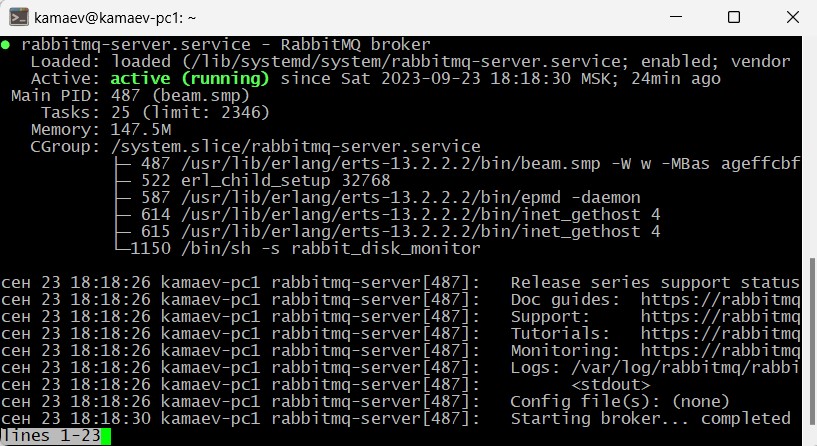 kamaev@kamaev-pc1: ~
● rabbitmq-server.service - RabbitMQ broker
Loaded: loaded (/lib/systemd/system/rabbitmq-server.service; enabled; vendor
Active: active (running) since Sat 2023-09-23 18:18:30 MSK; 24min ago
Main PID: 487 (beam.smp)
Tasks: 25 (limit: 2346)
Memory: 147.5M
CGroup: /system.slice/rabbitmq-server.service
├─ 487 /usr/lib/erlang/erts-13.2.2.2/bin/beam.smp -W w -MBas ageffcbf
├─ 522 erl_child_setup 32768
├─ 587 /usr/lib/erlang/erts-13.2.2.2/bin/epmd -daemon
├─ 614 /usr/lib/erlang/erts-13.2.2.2/bin/inet_gethost 4
├─ 615 /usr/lib/erlang/erts-13.2.2.2/bin/inet_gethost 4
└─1150 /bin/sh -s rabbit_disk_monitor
сен 23 18:18:26 kamaev-pc1 rabbitmq-server[487]: Release series support status
сен 23 18:18:26 kamaev-pc1 rabbitmq-server[487]: Doc guides: https://rabbitmq
сен 23 18:18:26 kamaev-pc1 rabbitmq-server[487]: Support: https://rabbitmq
сен 23 18:18:26 kamaev-pc1 rabbitmq-server[487]: Tutorials: https://rabbitmq
сен 23 18:18:26 kamaev-pc1 rabbitmq-server[487]: Monitoring: https://rabbitmq
сен 23 18:18:26 kamaev-pc1 rabbitmq-server[487]: Logs: /var/log/rabbitmq/rabbi
сен 23 18:18:26 kamaev-pc1 rabbitmq-server[487]: <stdout>
сен 23 18:18:26 kamaev-pc1 rabbitmq-server[487]: Config file(s): (none)
сен 23 18:18:30 kamaev-pc1 rabbitmq-server[487]: Starting broker... completed
lines 1-23